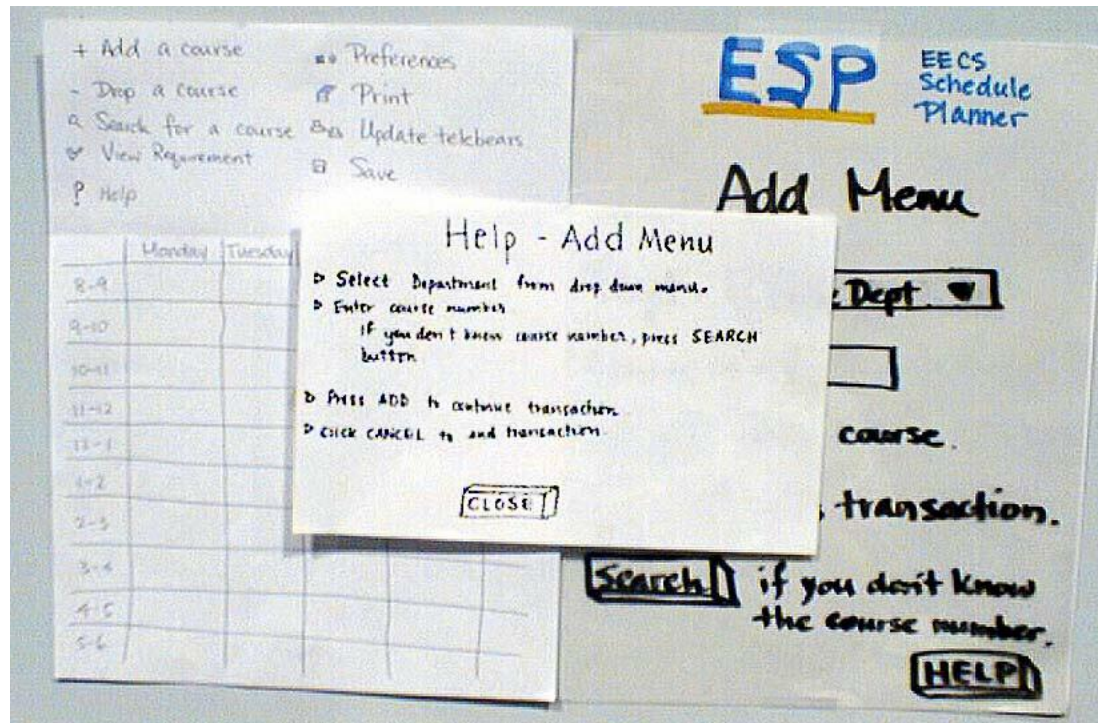 + Add a course
- Drop a course
Search for a course
View Requirement
? Help
Preferences
Print
Update telebears
Save
Monday Tuesday
8-9
9-10
10-11
11-12
12-1
1-2
2-3
3-4
4-5
5-6
ESP
EECS
Schedule
Planner
Add Menu
Dept.
course.
transaction.
Search if you don't know
the course number.
HELP
Help - Add Menu
Select Department from drop down menu.
Enter course number
If you don't know course number, press SEARCH
button
Press ADD to continue transaction.
Click CANCEL to end transaction.
CLOSE